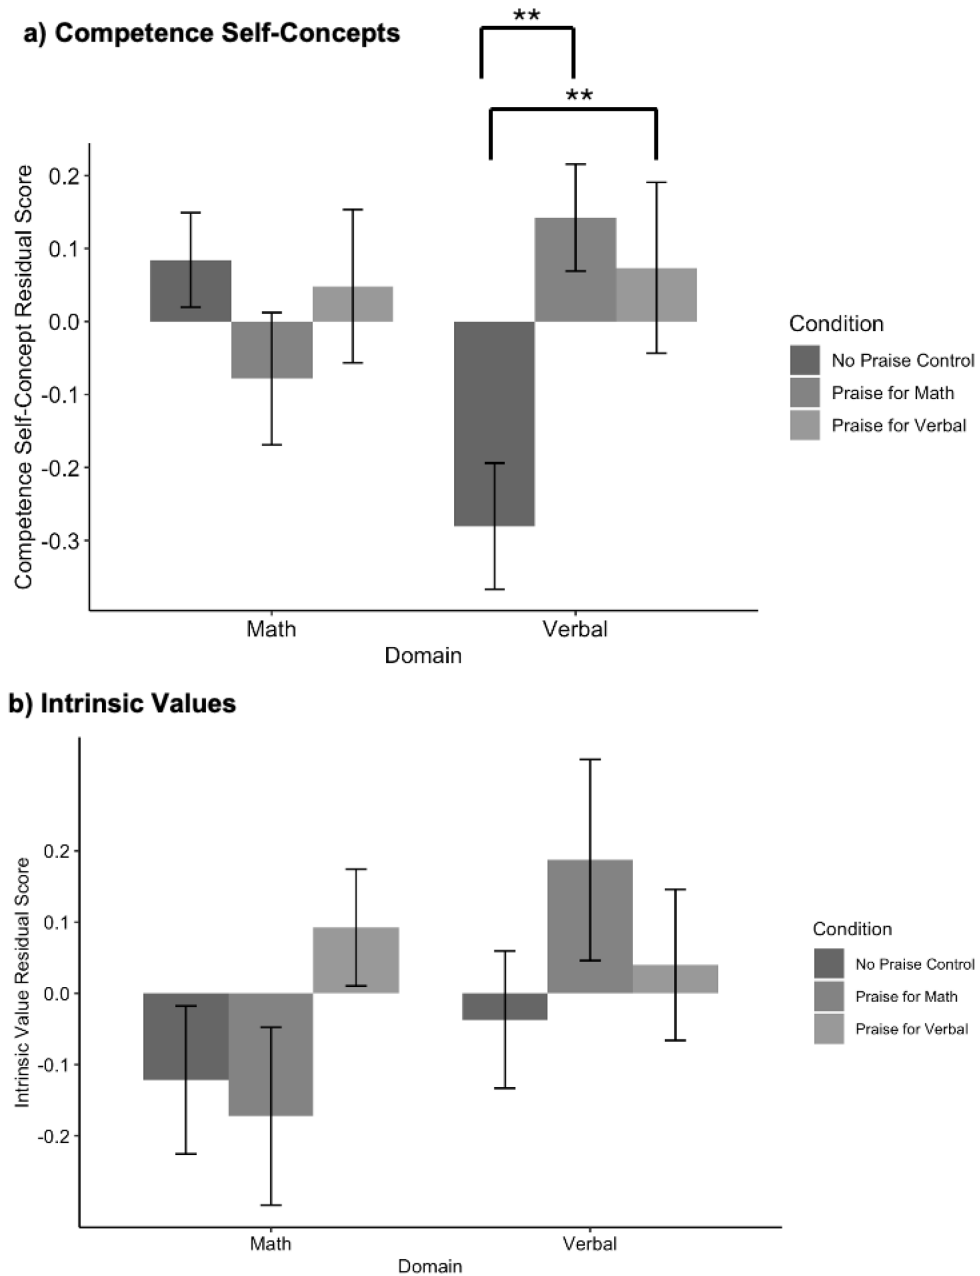 a) Competence Self-Concepts
**
**
Competence Self-Concept Residual Score
0.2
0.1
0.0
-0.1
-0.2
-0.3
Math
Verbal
Domain
Condition
No Praise Control
Praise for Math
Praise for Verbal
b) Intrinsic Values
Intrinsic Value Residual Score
0.2
0.1
0.0
-0.1
-0.2
Math
Verbal
Domain
Condition
No Praise Control
Praise for Math
Praise for Verbal